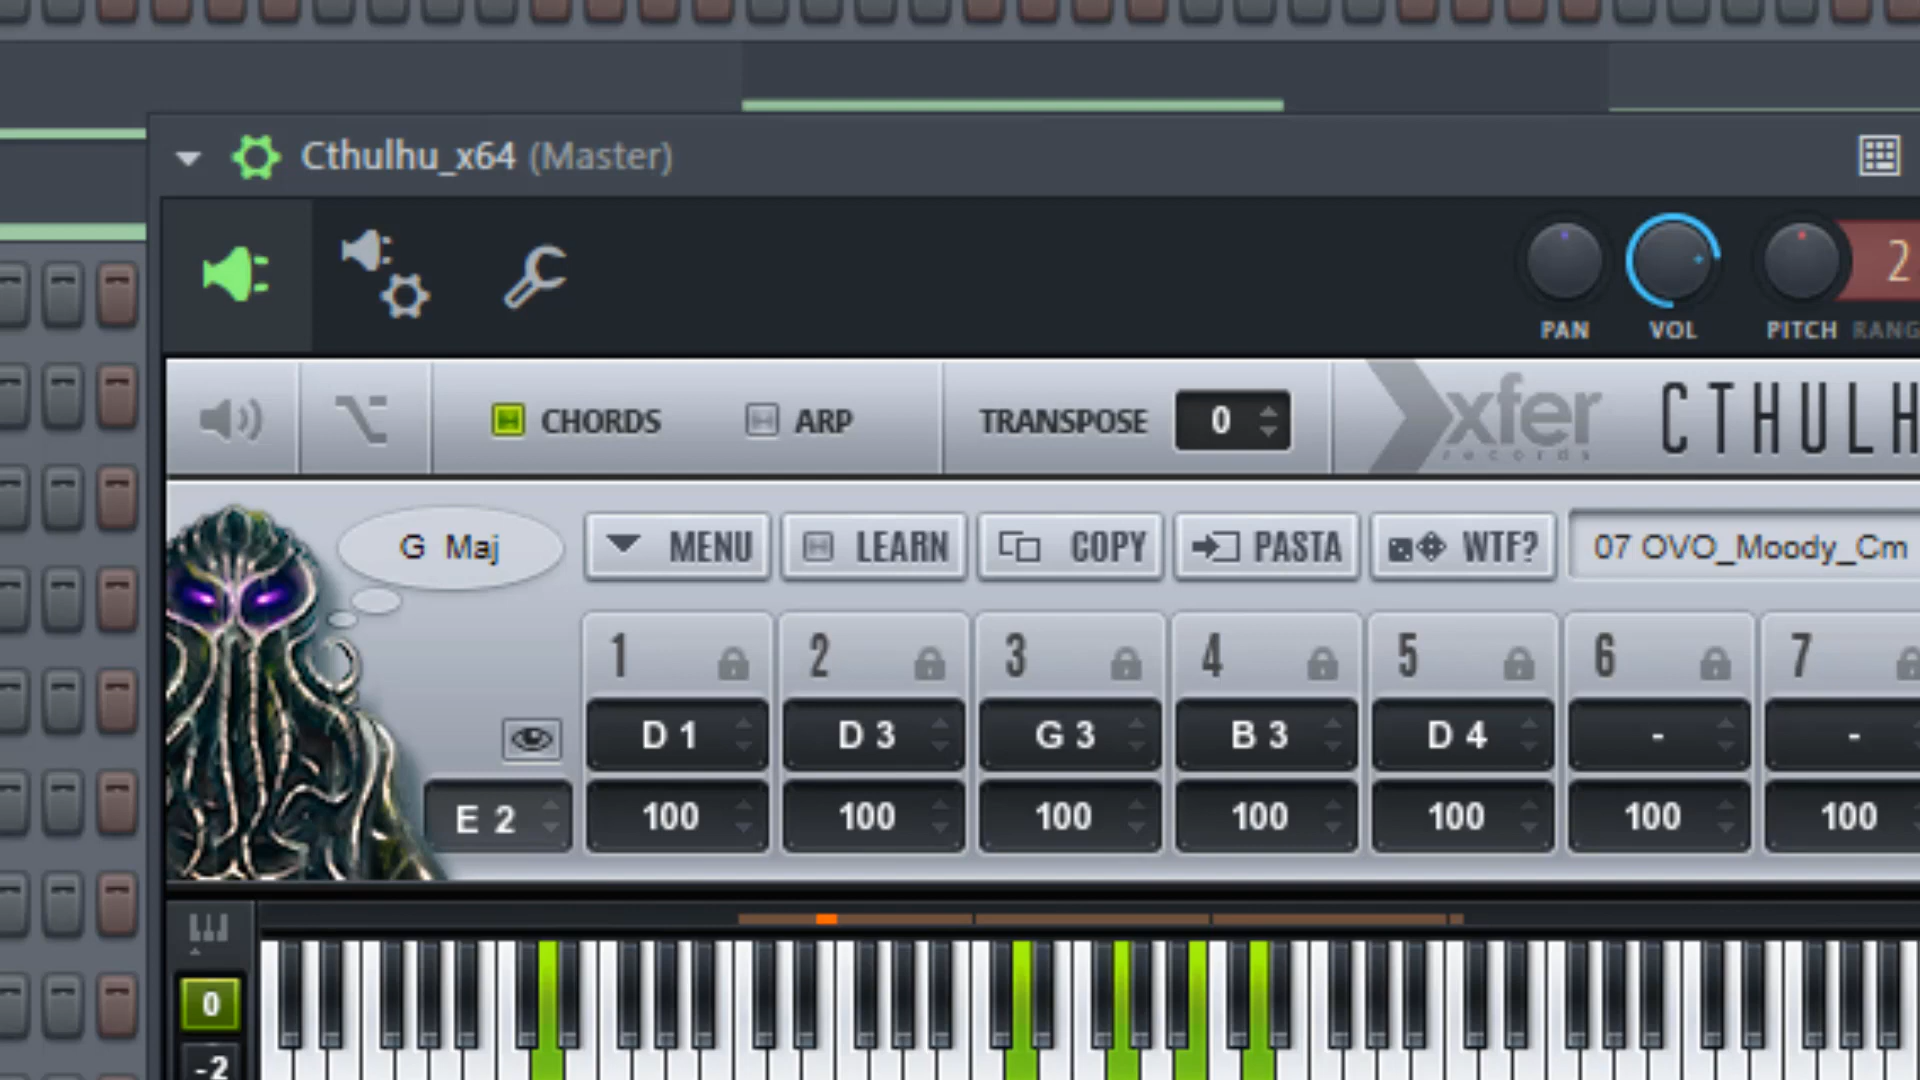 Cthulhu_x64 (Master)
2
PAN VOL PITCH RANG
CHORDS ARP TRANSPOSE 0 xfer records CTHULH
G Maj MENU LEARN COPY PASTA WTF? 07 OVO_Moody_Cm
1 2 3 4 5 6 7
D 1 D 3 G 3 B 3 D 4 - -
E 2 100 100 100 100 100 100 100
0
-2